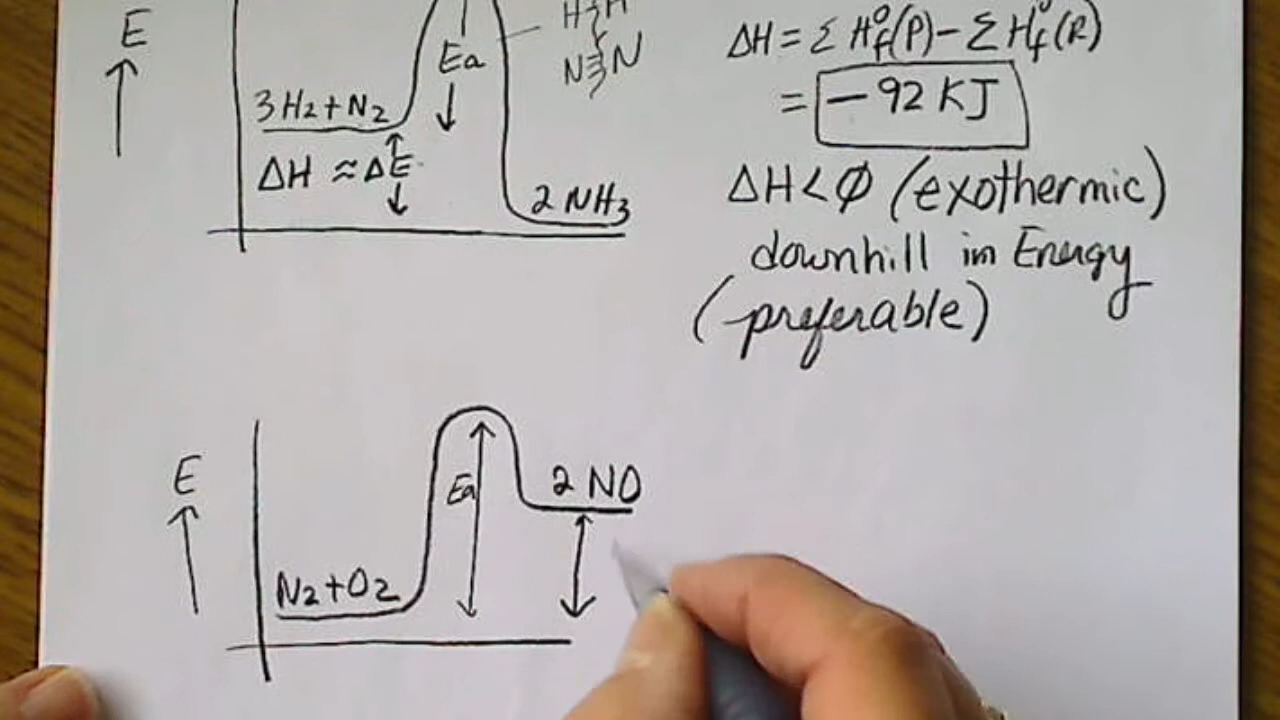 E
Ea
H H
N N
3H₂+N₂
ΔH ≈ ΔE
2 NH₃
ΔH = Σ H°f(P) – Σ H°f(R)
= –92 KJ
ΔH < Ø (exothermic)
downhill in Energy
(preferable)
E
Ea
2 NO
N₂+O₂